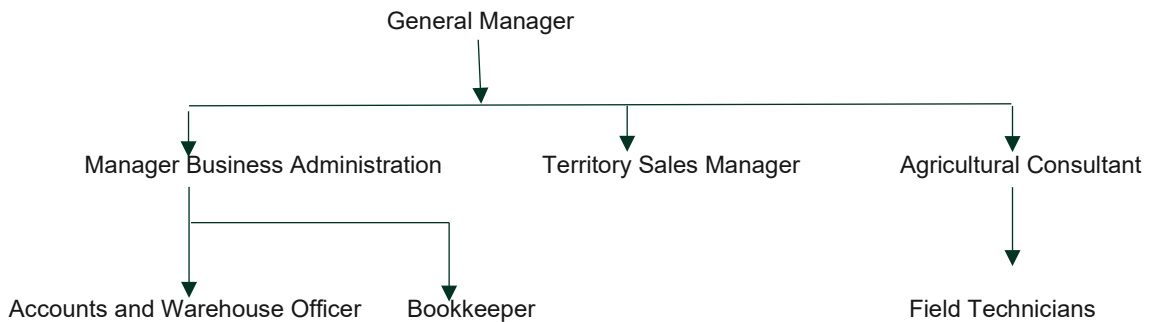 General Manager
Manager Business Administration
Territory Sales Manager
Agricultural Consultant
Accounts and Warehouse Officer
Bookkeeper
Field Technicians